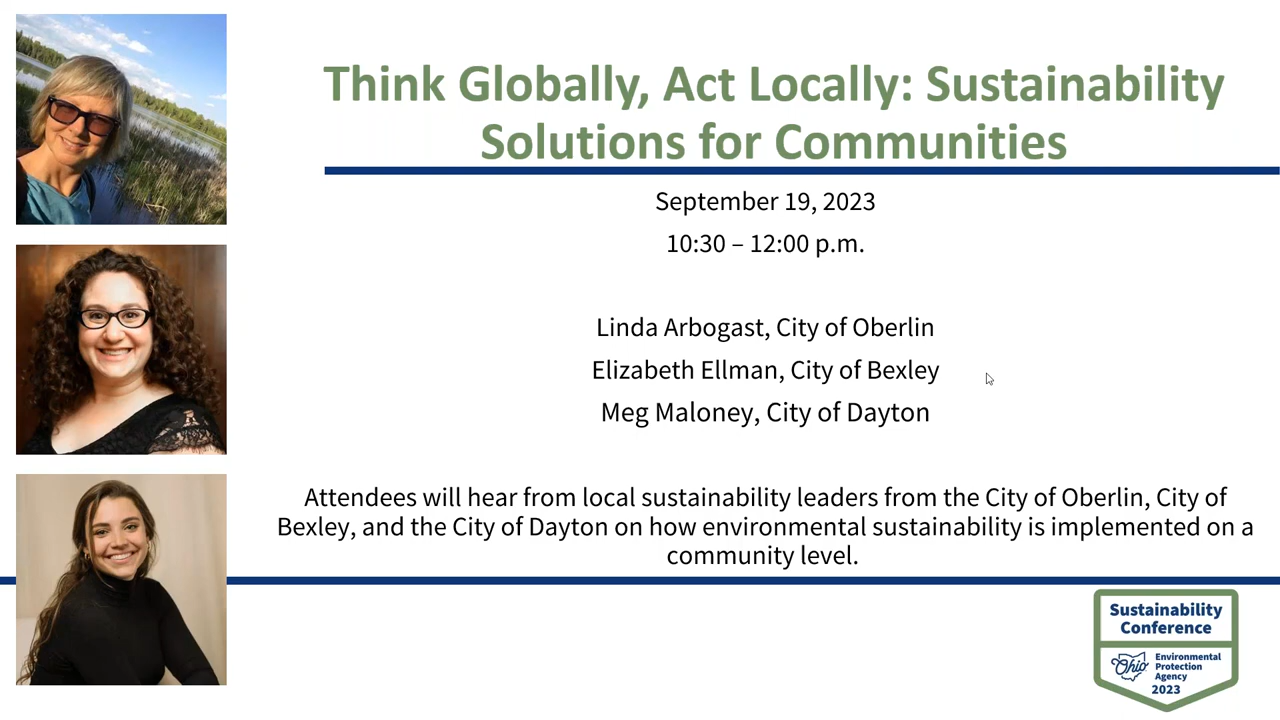 Think Globally, Act Locally: Sustainability
Solutions for Communities
September 19, 2023
10:30 – 12:00 p.m.
Linda Arbogast, City of Oberlin
Elizabeth Ellman, City of Bexley
Meg Maloney, City of Dayton
Attendees will hear from local sustainability leaders from the City of Oberlin, City of
Bexley, and the City of Dayton on how environmental sustainability is implemented on a
community level.
Sustainability
Conference
Ohio
Environmental
Protection
Agency
2023